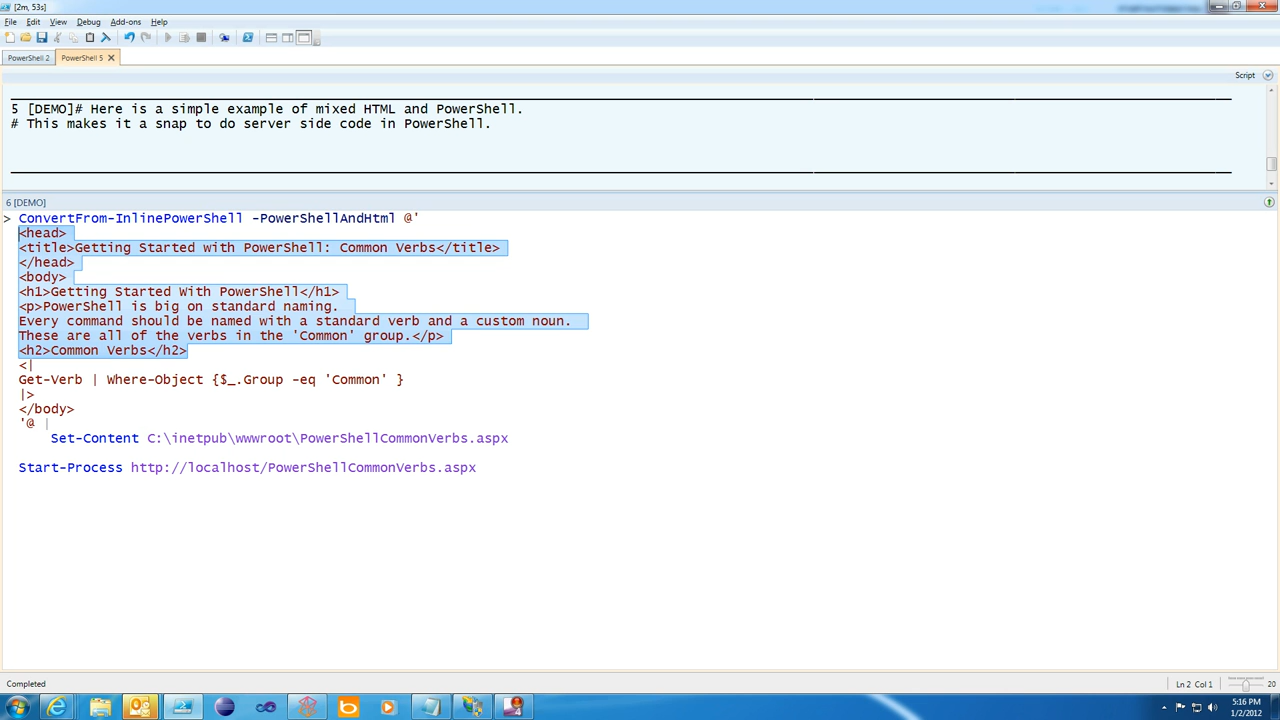 [2m, 53s]
File Edit View Debug Add-ons Help
PowerShell 2 PowerShell 5
Script
5 [DEMO]# Here is a simple example of mixed HTML and PowerShell.
# This makes it a snap to do server side code in PowerShell.
6 [DEMO]
> ConvertFrom-InlinePowerShell -PowerShellAndHtml @'
<head>
<title>Getting Started with PowerShell: Common Verbs</title>
</head>
<body>
<h1>Getting Started With PowerShell</h1>
<p>PowerShell is big on standard naming.
Every command should be named with a standard verb and a custom noun.
These are all of the verbs in the 'Common' group.</p>
<h2>Common Verbs</h2>
<|
Get-Verb | Where-Object {$_.Group -eq 'Common' }
|>
</body>
'@ |
Set-Content C:\inetpub\wwwroot\PowerShellCommonVerbs.aspx
Start-Process http://localhost/PowerShellCommonVerbs.aspx
Completed
Ln 2 Col 1
20
5:16 PM
1/2/2012